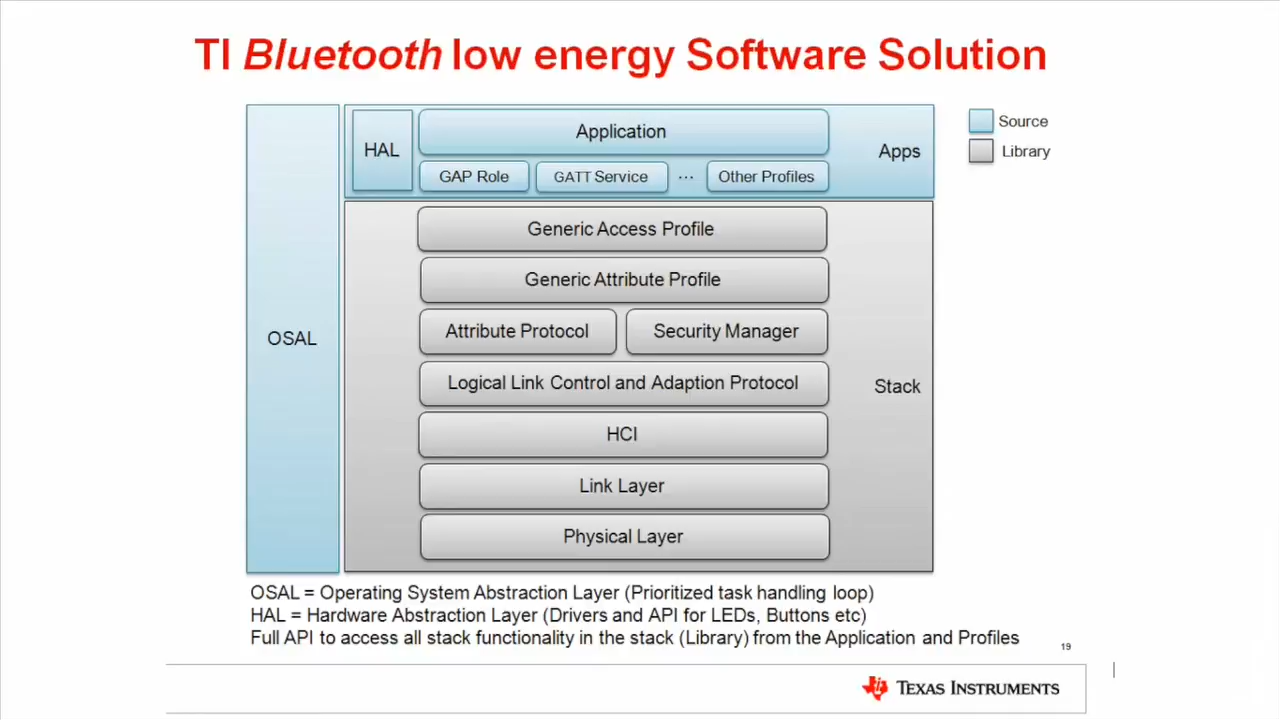 TI Bluetooth low energy Software Solution
OSAL
HAL
Application
GAP Role
GATT Service
...
Other Profiles
Apps
Source
Library
Generic Access Profile
Generic Attribute Profile
Attribute Protocol
Security Manager
Logical Link Control and Adaption Protocol
HCI
Link Layer
Physical Layer
Stack
OSAL = Operating System Abstraction Layer (Prioritized task handling loop)
HAL = Hardware Abstraction Layer (Drivers and API for LEDs, Buttons etc)
Full API to access all stack functionality in the stack (Library) from the Application and Profiles
19
TEXAS INSTRUMENTS